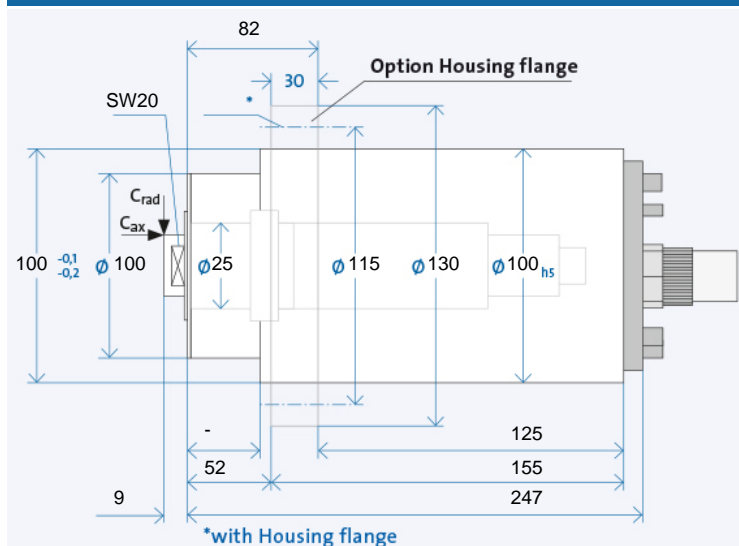 82
30
Option Housing flange
SW20
*
Crad
Cax
100 -0,1 -0,2
ø 100
ø 25
ø 115
ø 130
ø 100 h5
-
125
52
155
9
247
*with Housing flange